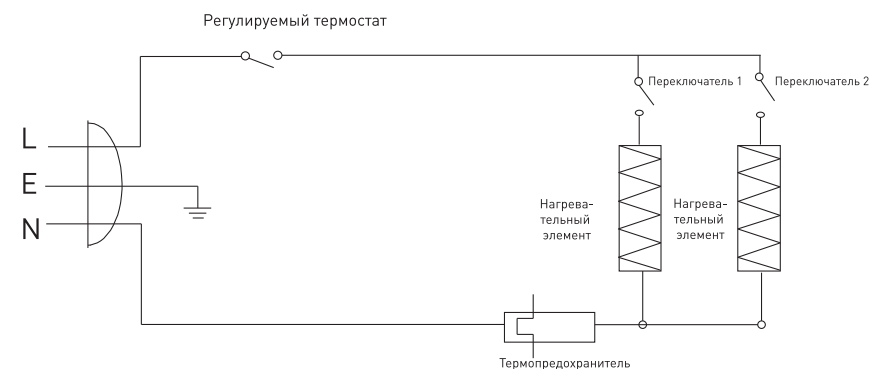 Регулируемый термостат
Переключатель 1
Переключатель 2
L
E
N
Нагрева-
тельный
элемент
Нагрева-
тельный
элемент
Термопредохранитель